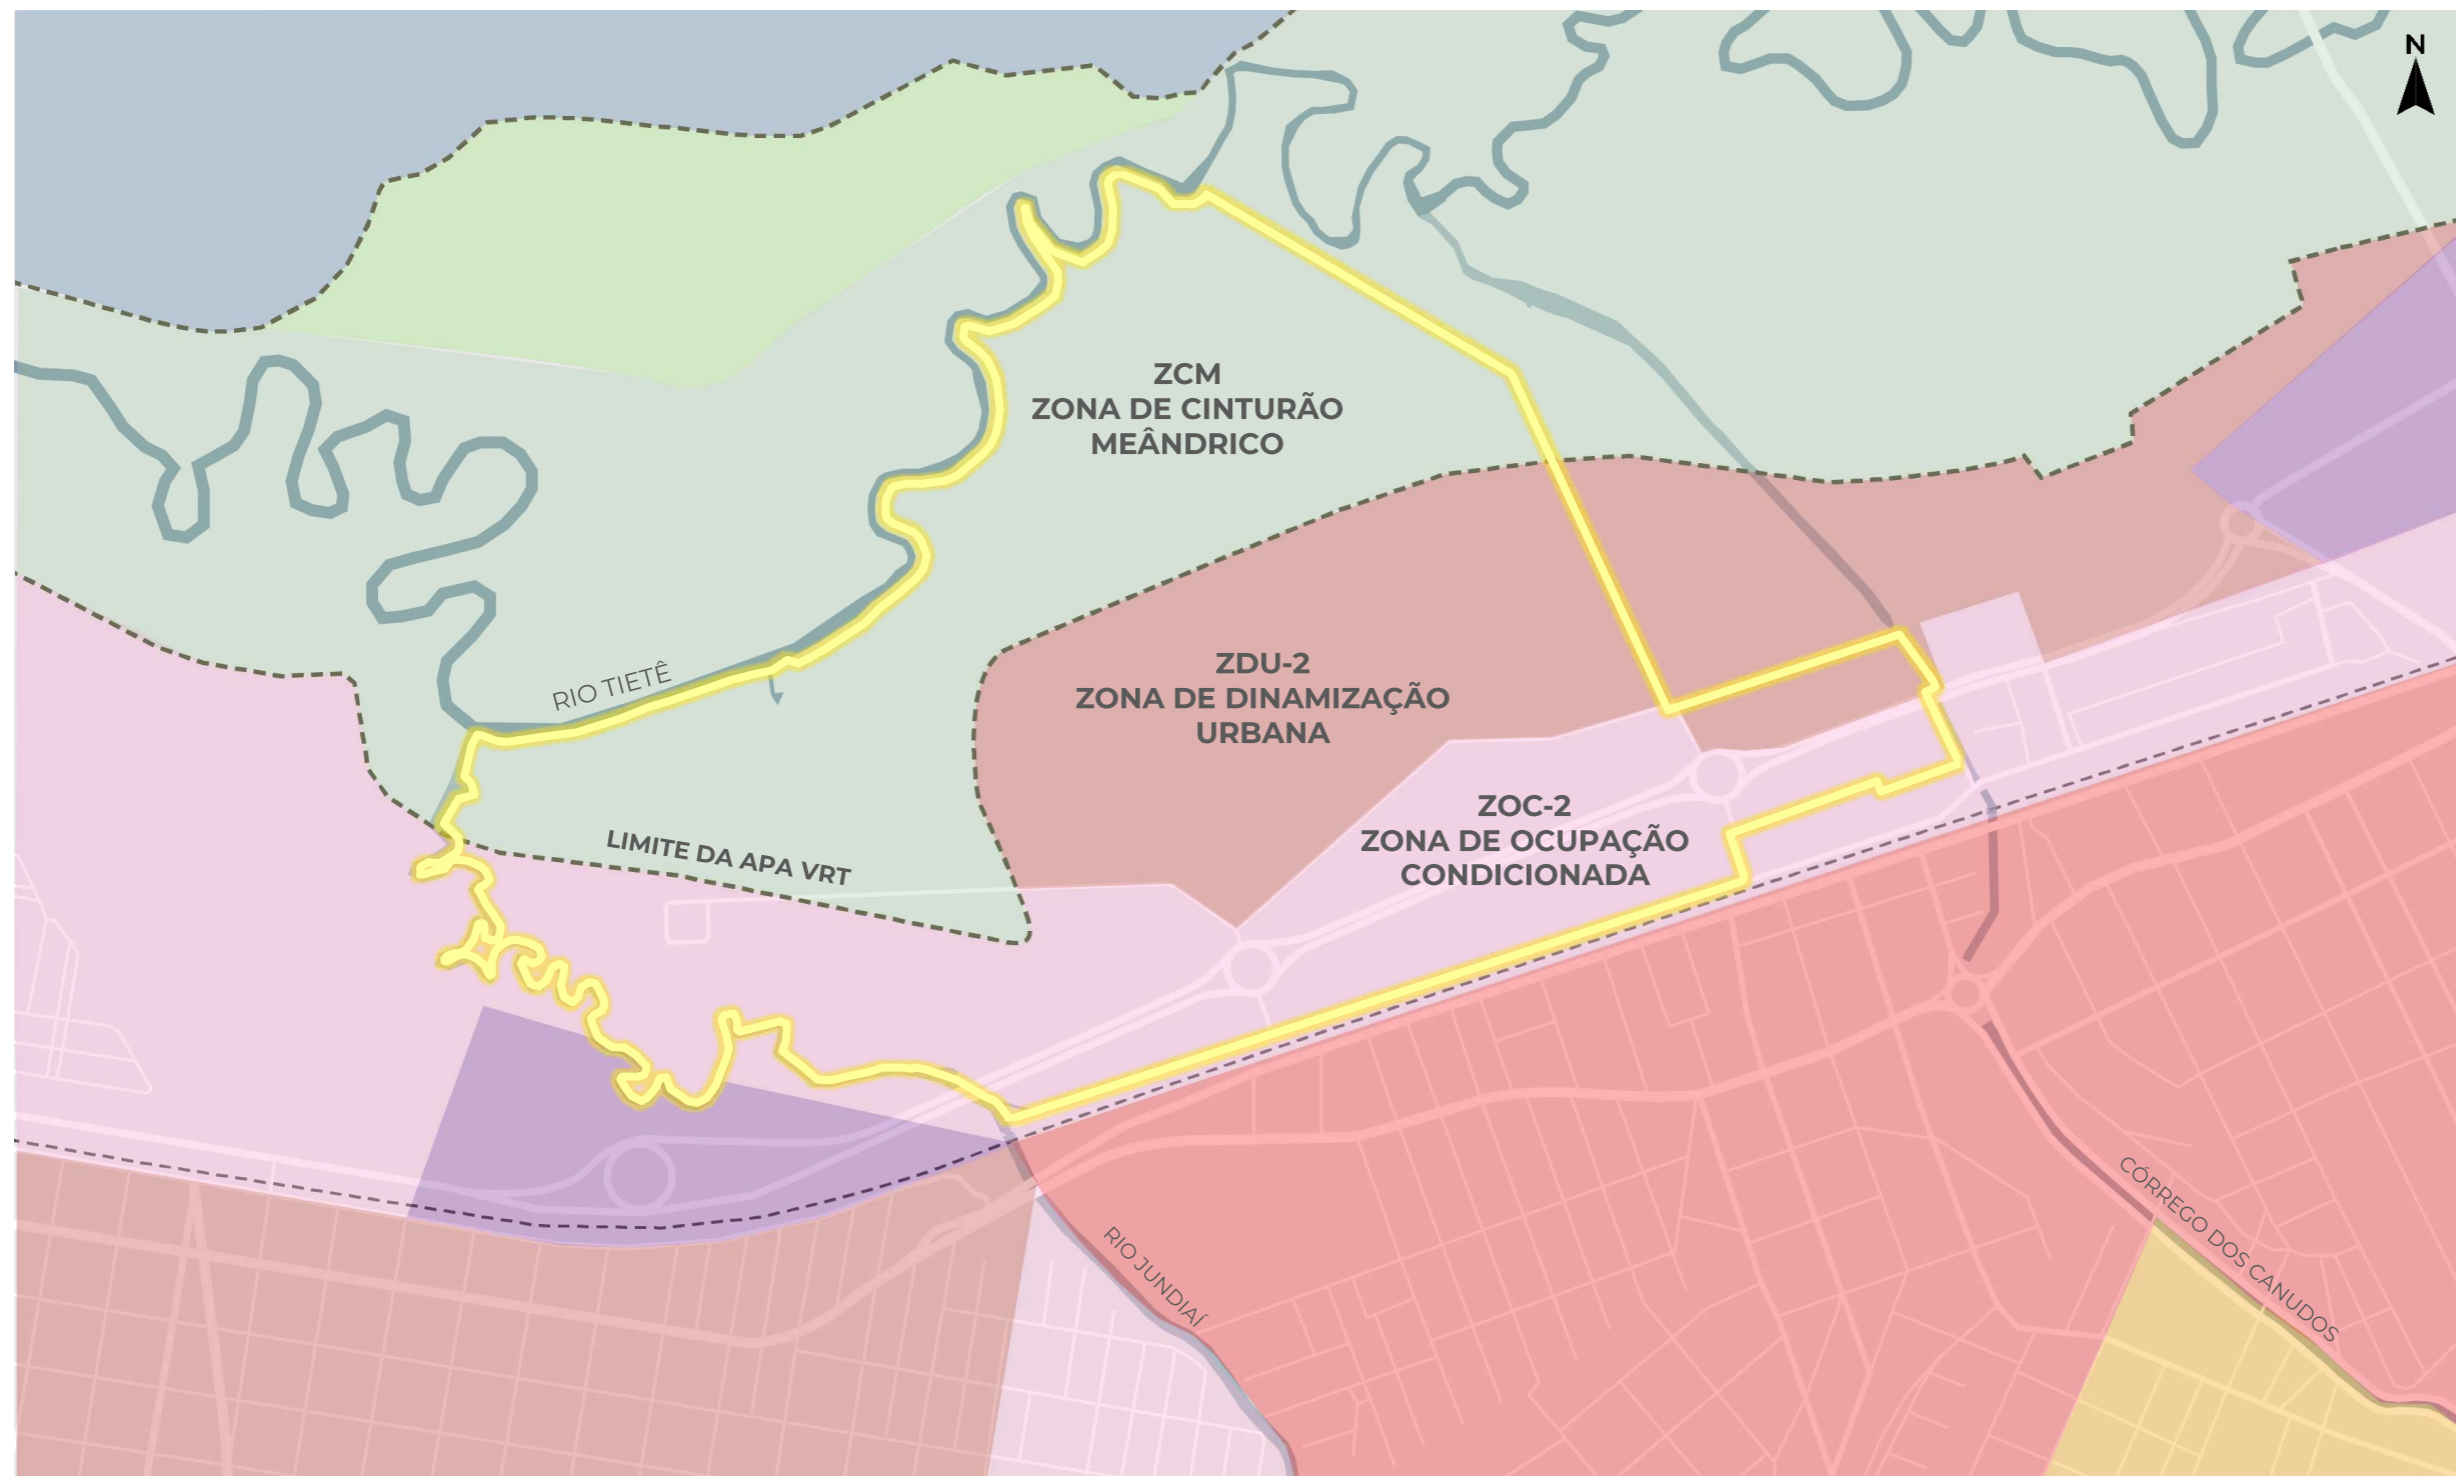 N
ZCM
ZONA DE CINTURÃO
MEÂNDRICO
RIO TIETÊ
ZDU-2
ZONA DE DINAMIZAÇÃO
URBANA
LIMITE DA APA VRT
ZOC-2
ZONA DE OCUPAÇÃO
CONDICIONADA
RIO JUNDIAÍ
CÓRREGO DOS CANUDOS